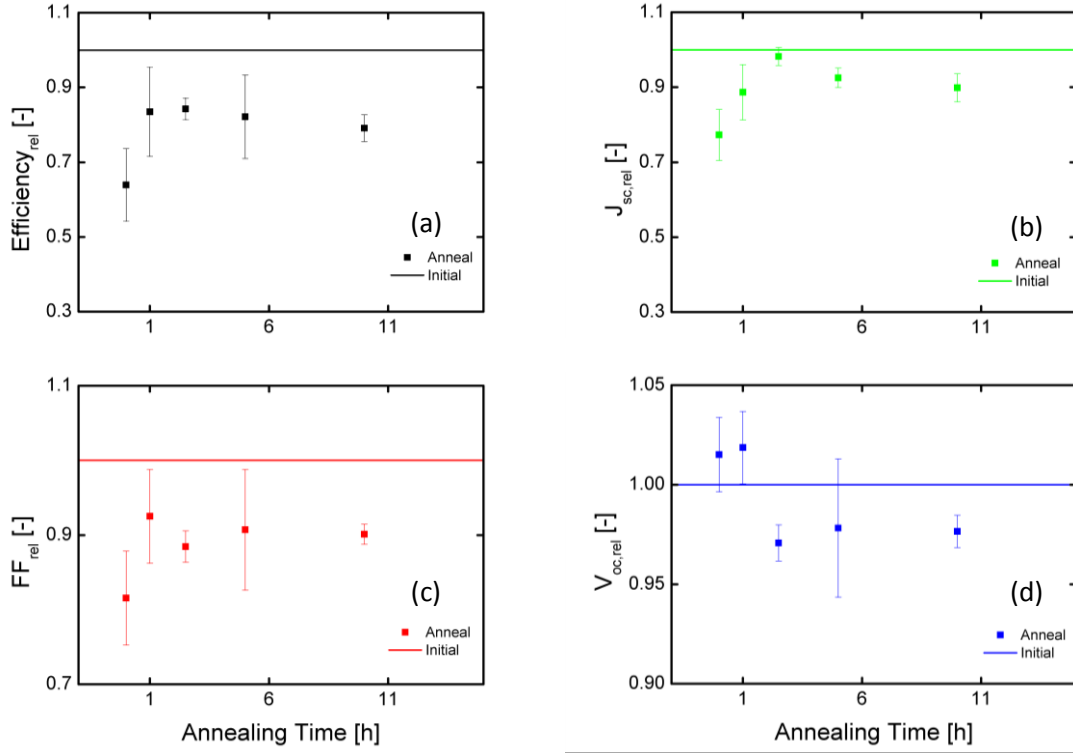 1.1
0.9
0.7
0.5
0.3
Efficiency_rel [-]
(a)
Anneal
Initial
1
6
11
1.1
0.9
0.7
0.5
0.3
J_sc,rel [-]
(b)
Anneal
Initial
1
6
11
1.1
0.9
0.7
FF_rel [-]
(c)
Anneal
Initial
1
6
11
Annealing Time [h]
1.05
1.00
0.95
0.90
V_oc,rel [-]
(d)
Anneal
Initial
1
6
11
Annealing Time [h]